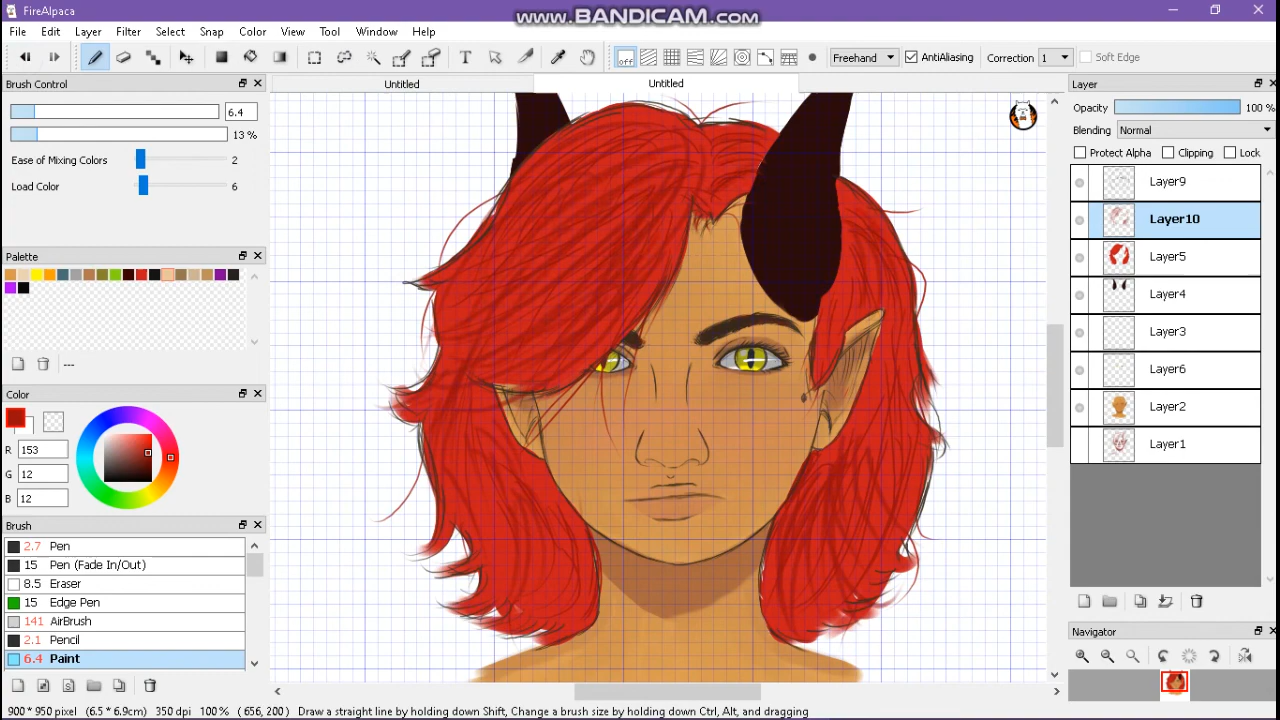 FireAlpaca
www.BANDICAM.com
File Edit Layer Filter Select Snap Color View Tool Window Help
T off Freehand AntiAliasing Correction 1 Soft Edge
Brush Control
Untitled Untitled
Layer
6.4
Opacity 100 %
13 %
Blending Normal
Ease of Mixing Colors 2
Protect Alpha Clipping Lock
Load Color 6
Layer9
Layer10
Palette
Layer5
Layer4
Layer3
---
Layer6
Color
Layer2
Layer1
R 153
G 12
B 12
Brush
2.7 Pen
15 Pen (Fade In/Out)
8.5 Eraser
15 Edge Pen
141 AirBrush
2.1 Pencil
6.4 Paint
Navigator
900 * 900 pixel (6.5 * 6.9cm) 350 dpi 100 % ( 656, 200 ) Draw a straight line by holding down Shift, Change a brush size by holding down Ctrl, Alt, and dragging